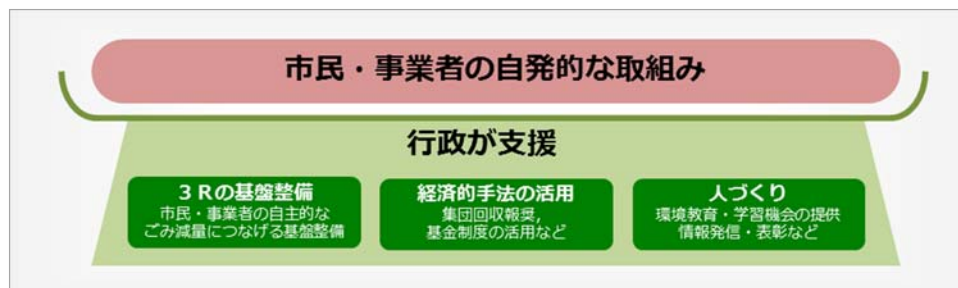 市民・事業者の自発的な取組み
行政が支援
３Ｒの基盤整備
市民・事業者の自主的な
ごみ減量につなげる基盤整備
経済的手法の活用
集団回収報奨，
基金制度の活用など
人づくり
環境教育・学習機会の提供
情報発信・表彰など